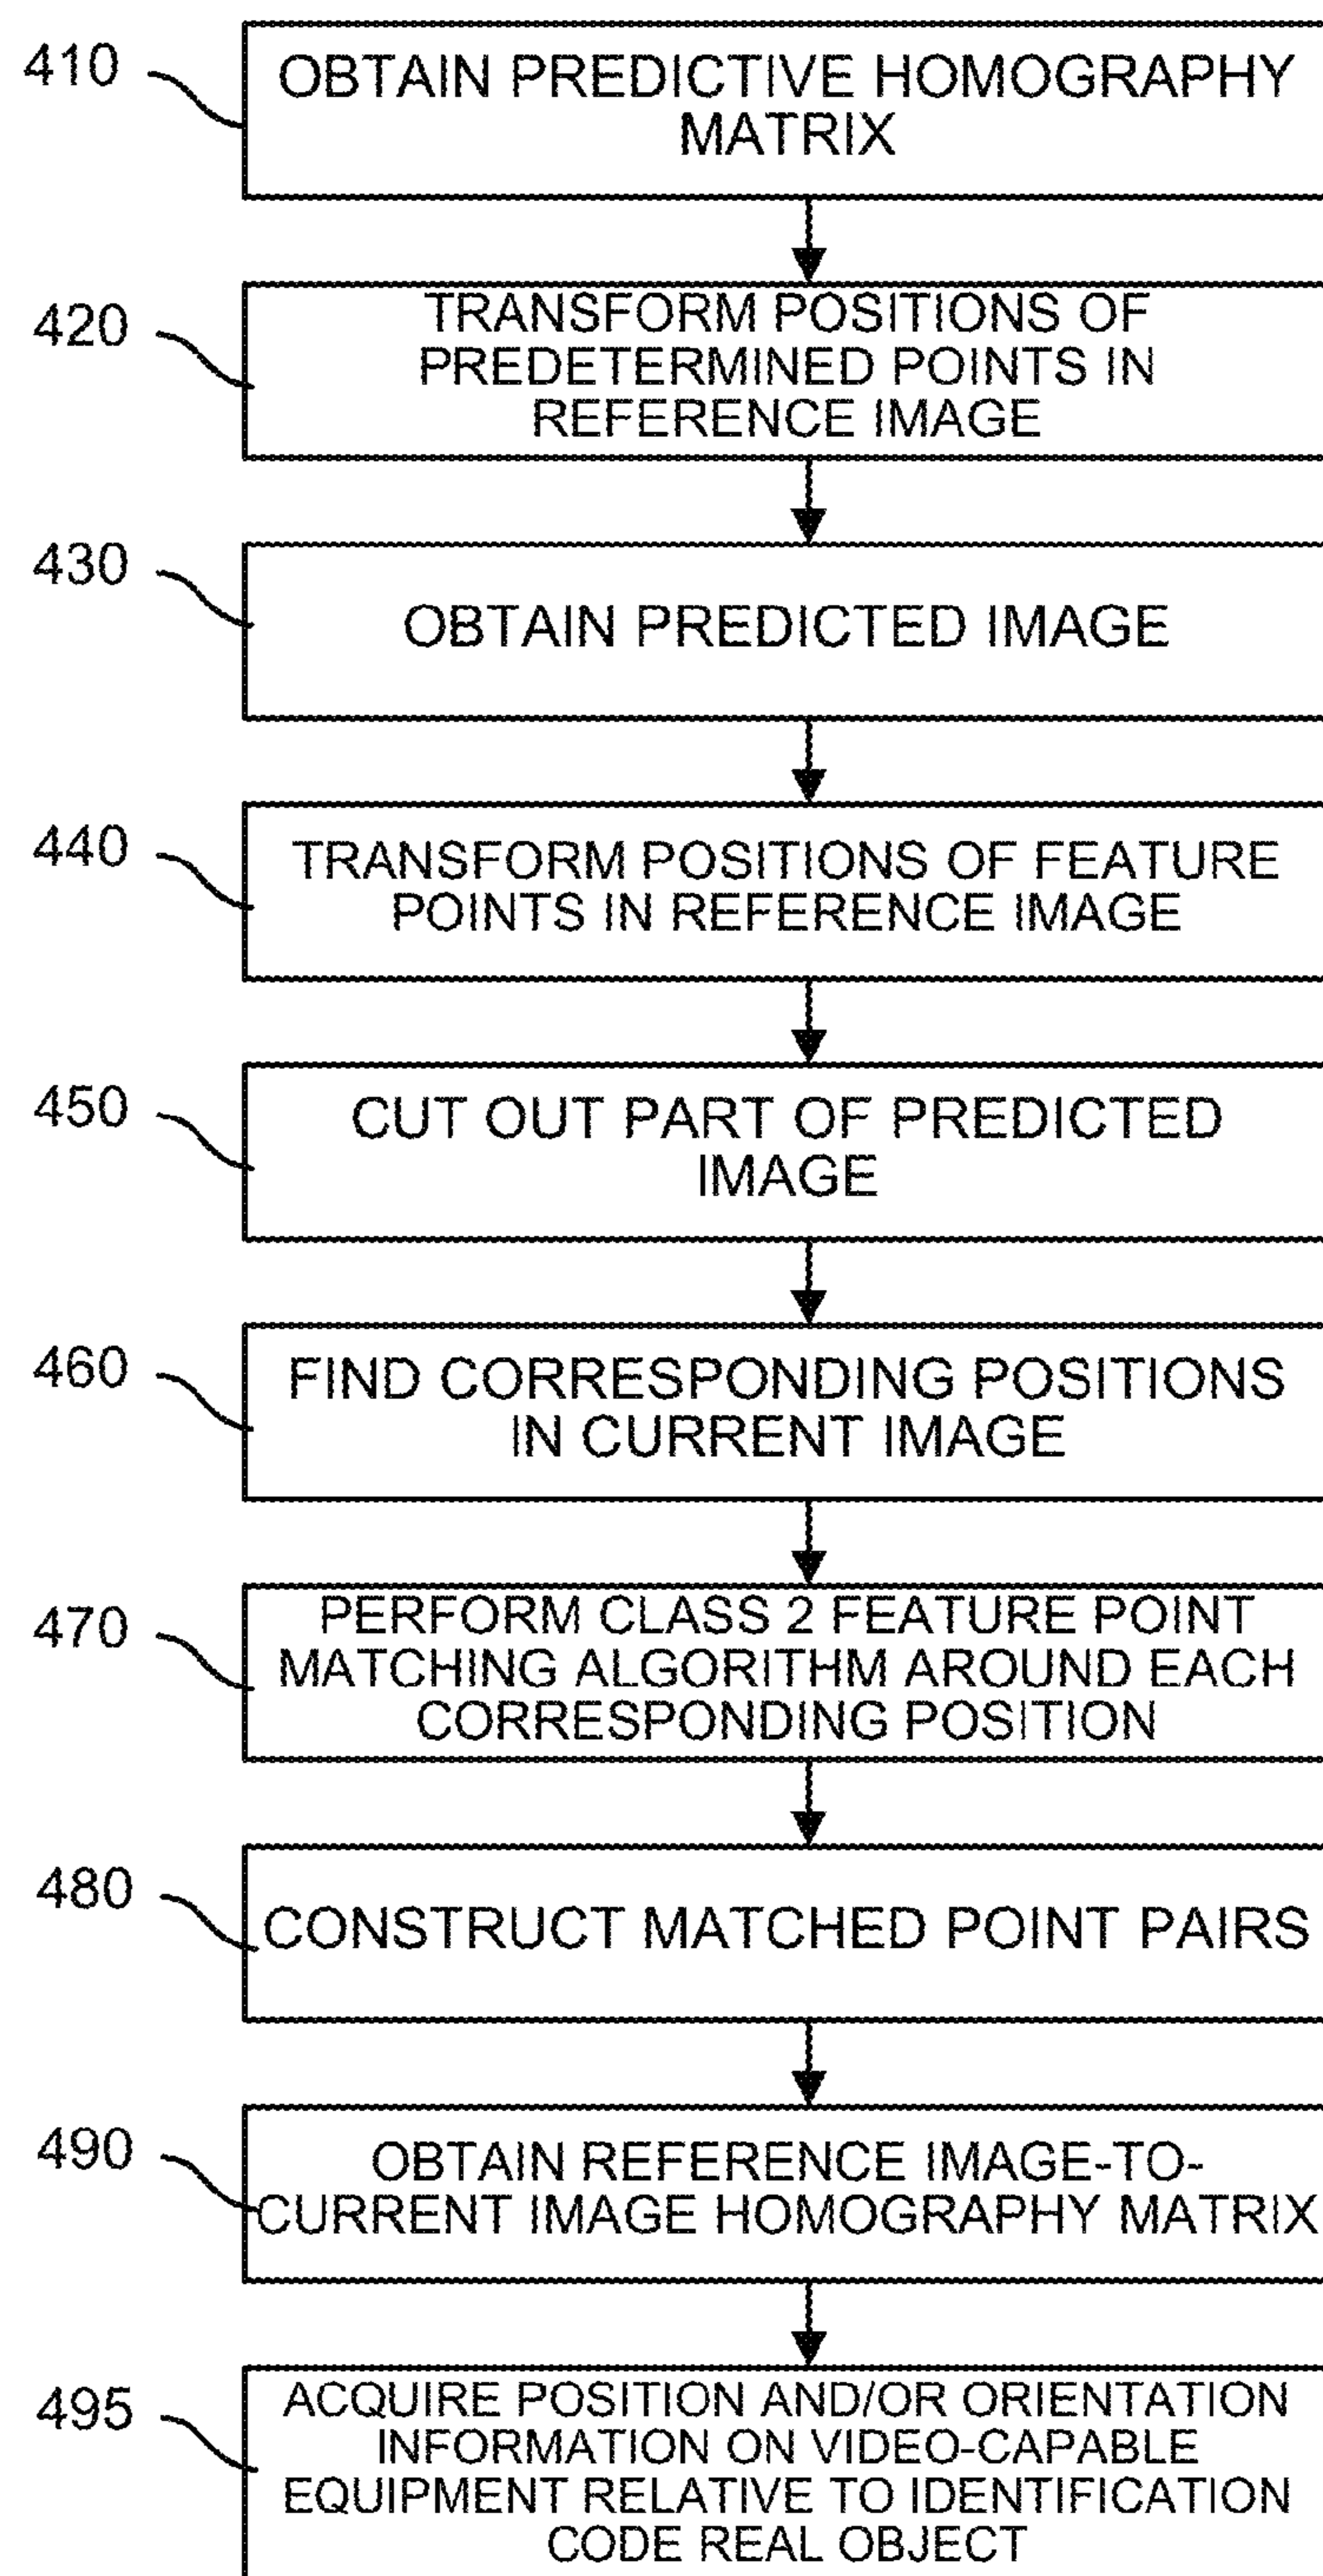 410
OBTAIN PREDICTIVE HOMOGRAPHY
MATRIX
420
TRANSFORM POSITIONS OF
PREDETERMINED POINTS IN
REFERENCE IMAGE
430
OBTAIN PREDICTED IMAGE
440
TRANSFORM POSITIONS OF FEATURE
POINTS IN REFERENCE IMAGE
450
CUT OUT PART OF PREDICTED
IMAGE
460
FIND CORRESPONDING POSITIONS
IN CURRENT IMAGE
470
PERFORM CLASS 2 FEATURE POINT
MATCHING ALGORITHM AROUND EACH
CORRESPONDING POSITION
480
CONSTRUCT MATCHED POINT PAIRS
490
OBTAIN REFERENCE IMAGE-TO-
CURRENT IMAGE HOMOGRAPHY MATRIX
495
ACQUIRE POSITION AND/OR ORIENTATION
INFORMATION ON VIDEO-CAPABLE
EQUIPMENT RELATIVE TO IDENTIFICATION
CODE REAL OBJECT